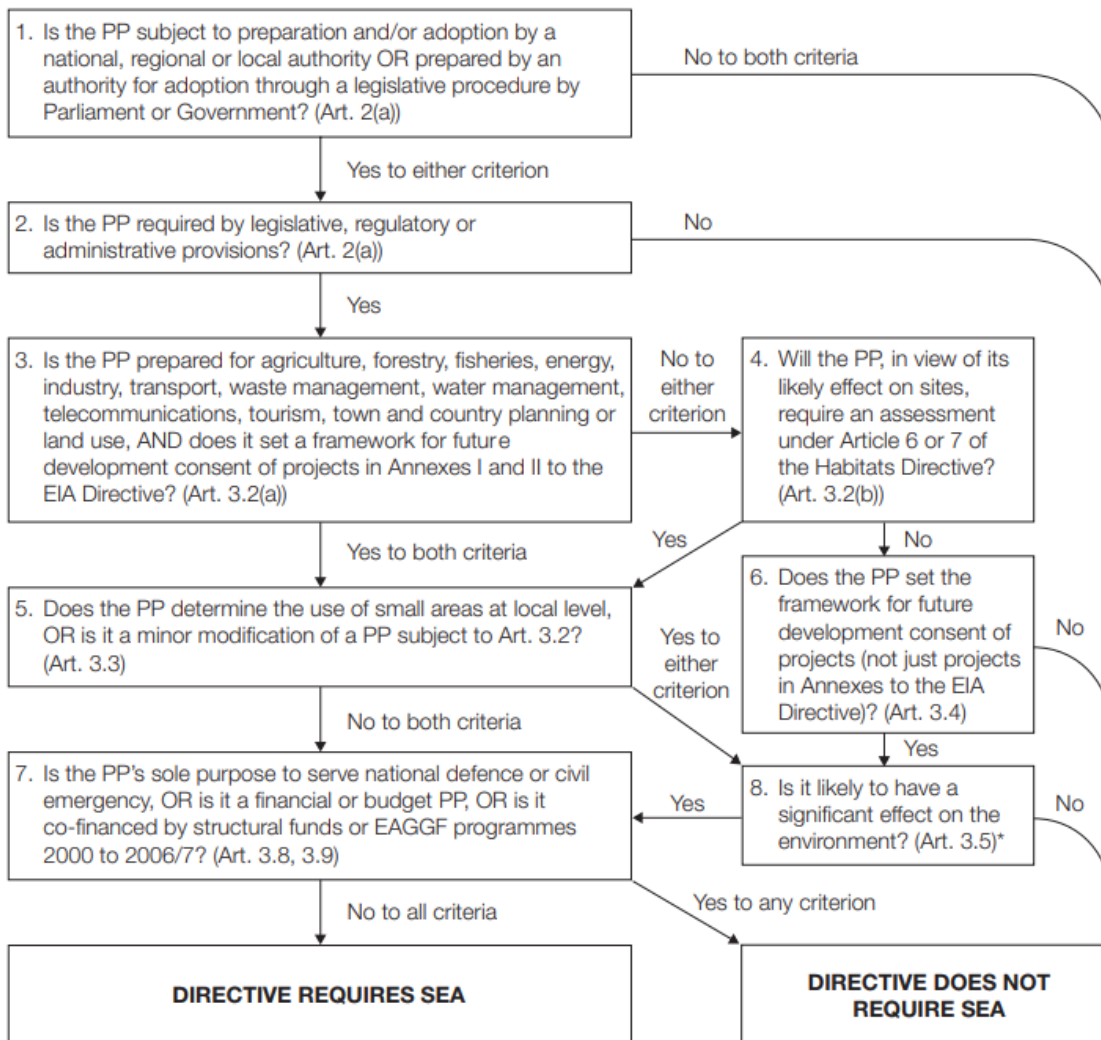 1. Is the PP subject to preparation and/or adoption by a
national, regional or local authority OR prepared by an
authority for adoption through a legislative procedure by
Parliament or Government? (Art. 2(a))
No to both criteria
Yes to either criterion
2. Is the PP required by legislative, regulatory or
administrative provisions? (Art. 2(a))
No
Yes
3. Is the PP prepared for agriculture, forestry, fisheries, energy,
industry, transport, waste management, water management,
telecommunications, tourism, town and country planning or
land use, AND does it set a framework for future
development consent of projects in Annexes I and II to the
EIA Directive? (Art. 3.2(a))
No to
either
criterion
4. Will the PP, in view of its
likely effect on sites,
require an assessment
under Article 6 or 7 of
the Habitats Directive?
(Art. 3.2(b))
Yes to both criteria
Yes
No
5. Does the PP determine the use of small areas at local level,
OR is it a minor modification of a PP subject to Art. 3.2?
(Art. 3.3)
Yes to
either
criterion
6. Does the PP set the
framework for future
development consent of
projects (not just projects
in Annexes to the EIA
Directive)? (Art. 3.4)
No
No to both criteria
Yes
7. Is the PP's sole purpose to serve national defence or civil
emergency, OR is it a financial or budget PP, OR is it
co-financed by structural funds or EAGGF programmes
2000 to 2006/7? (Art. 3.8, 3.9)
Yes
8. Is it likely to have a
significant effect on the
environment? (Art. 3.5)*
No
No to all criteria
Yes to any criterion
DIRECTIVE REQUIRES SEA
DIRECTIVE DOES NOT
REQUIRE SEA